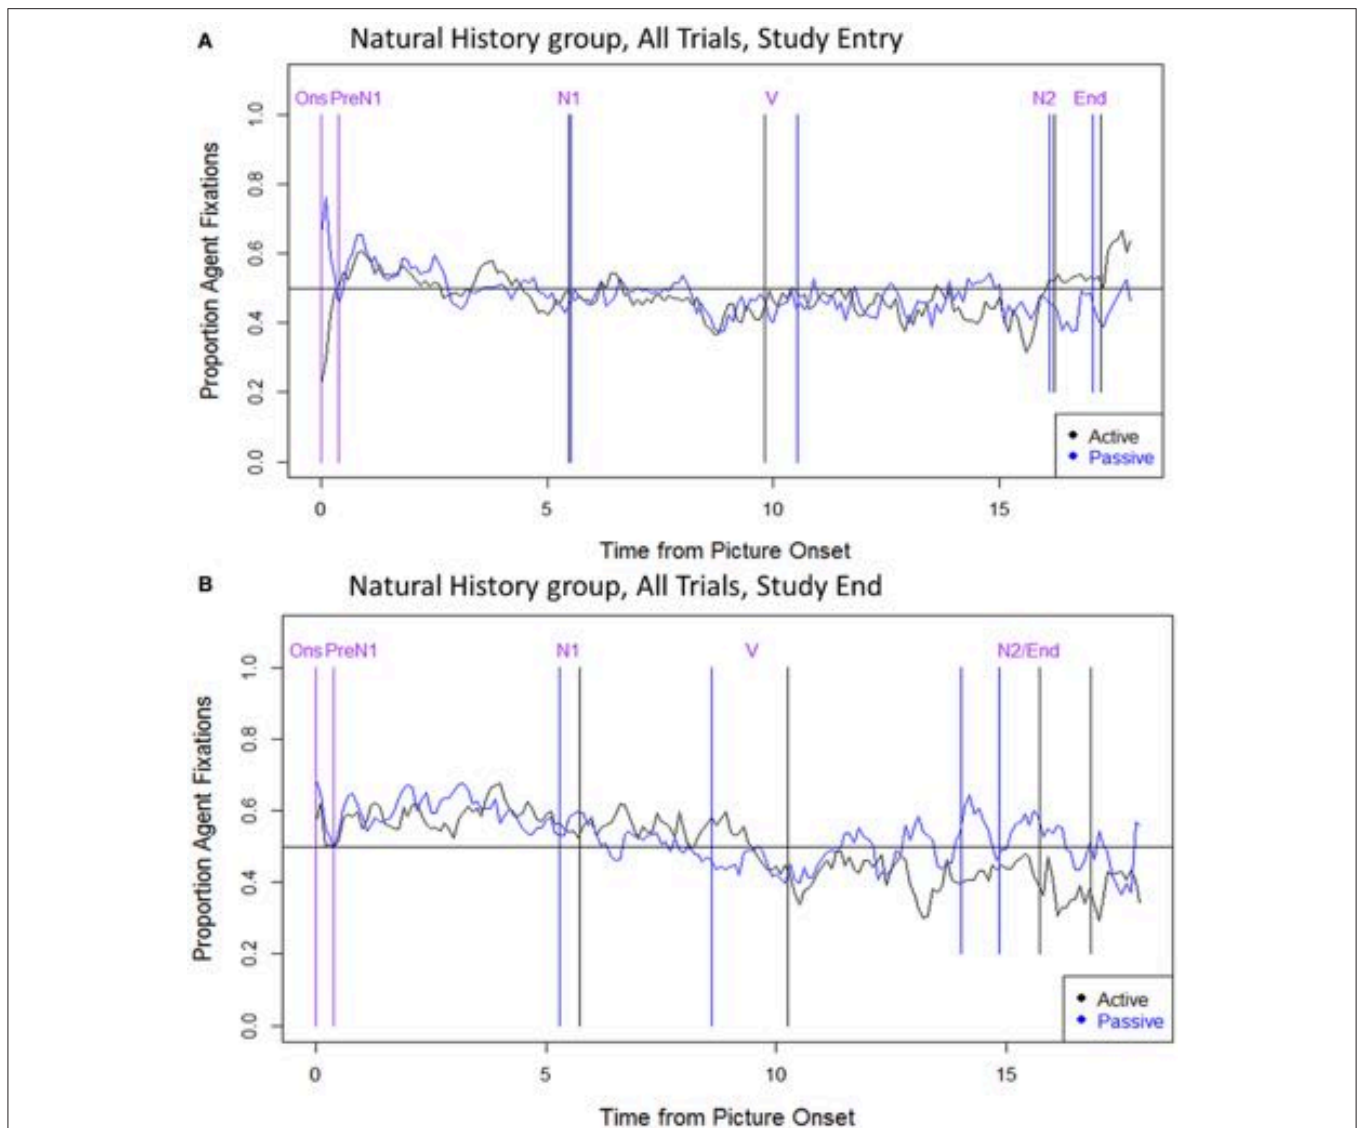 A
Natural History group, All Trials, Study Entry
Ons PreN1 N1 V N2 End
1.0
0.8
0.6
0.4
0.2
0.0
Proportion Agent Fixations
Active
Passive
0 5 10 15
Time from Picture Onset
B
Natural History group, All Trials, Study End
Ons PreN1 N1 V N2/End
1.0
0.8
0.6
0.4
0.2
0.0
Proportion Agent Fixations
Active
Passive
0 5 10 15
Time from Picture Onset